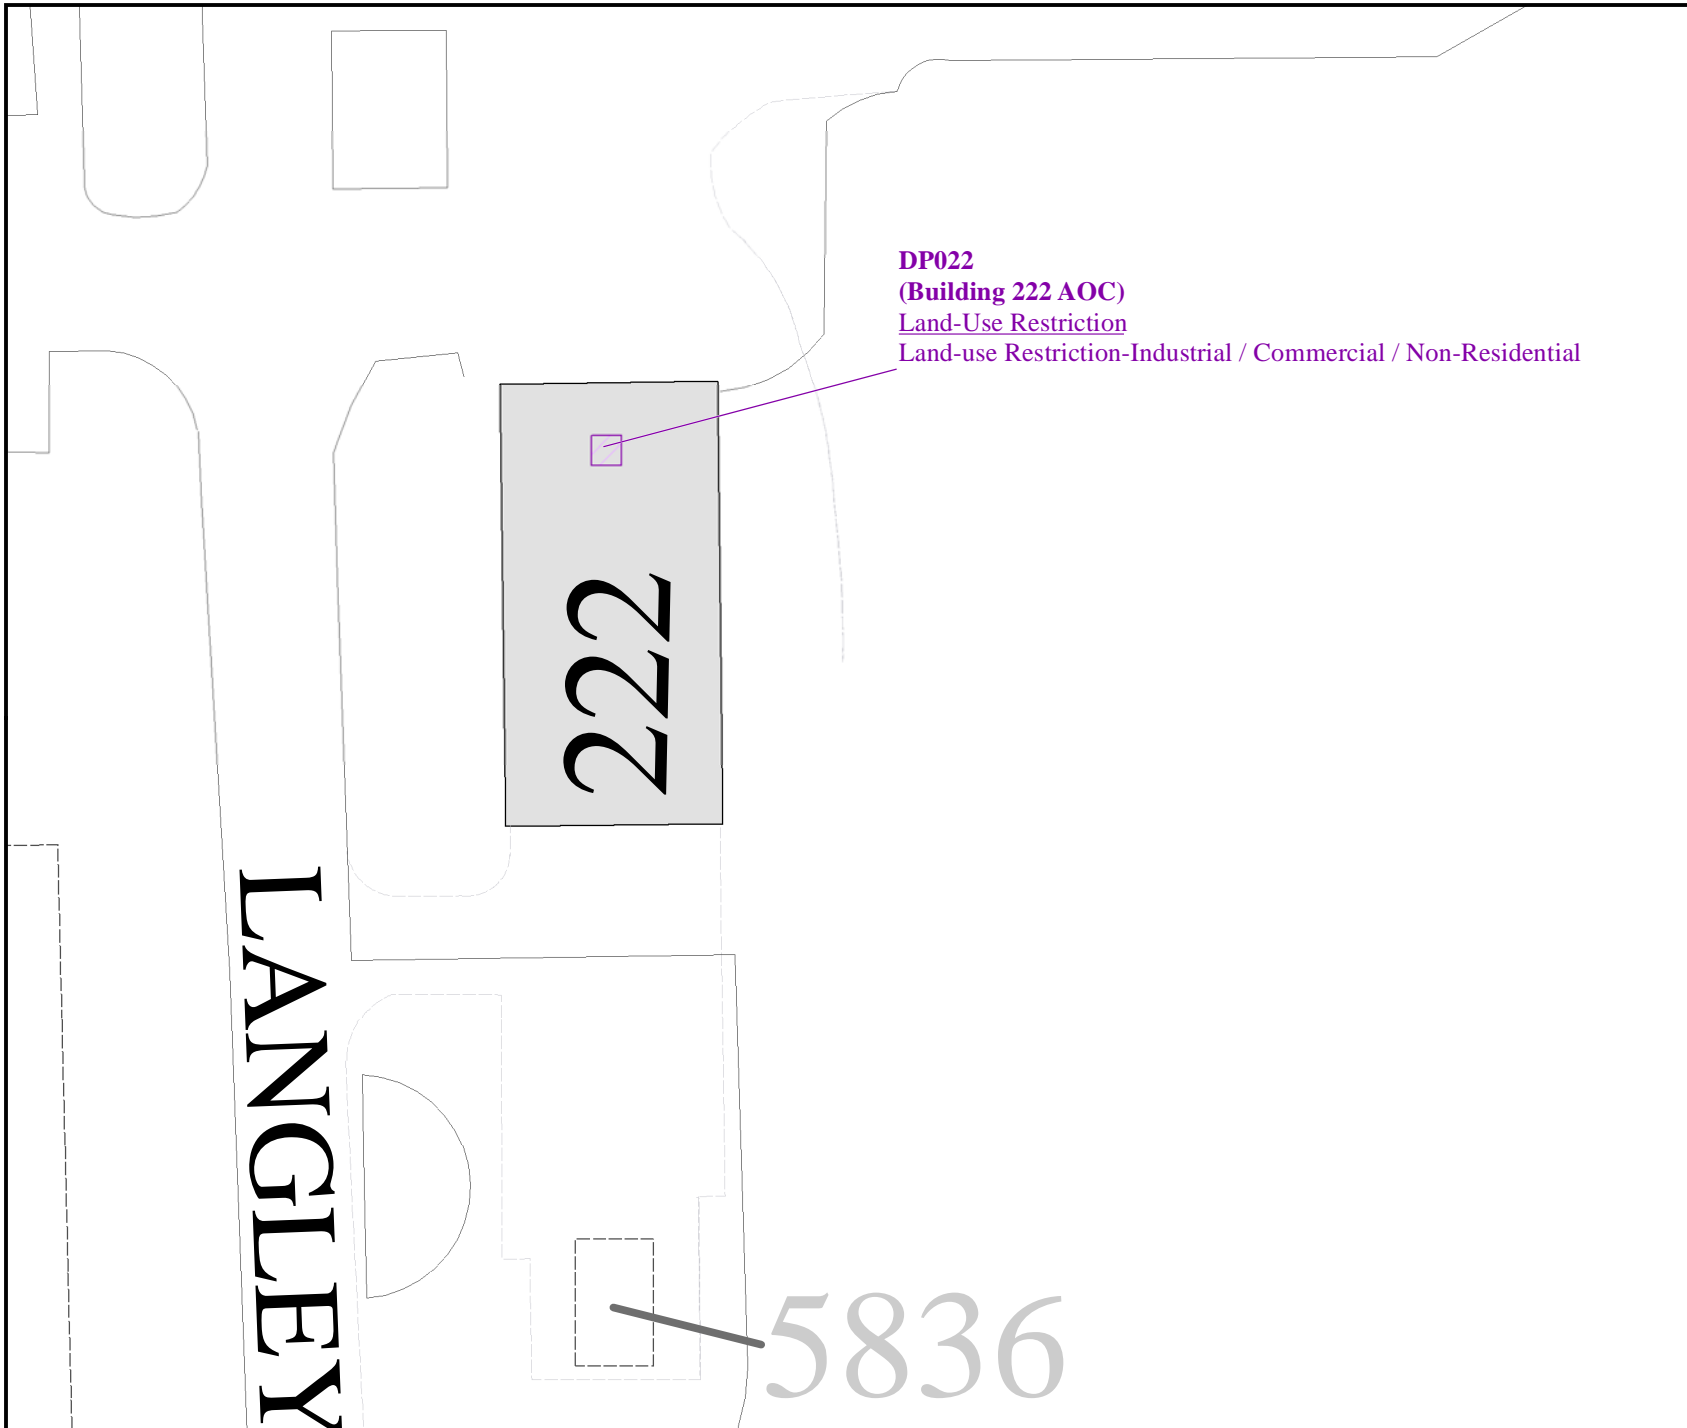 DP022
(Building 222 AOC)
Land-Use Restriction
Land-use Restriction-Industrial / Commercial / Non-Residential
222
LANGLEY
5836